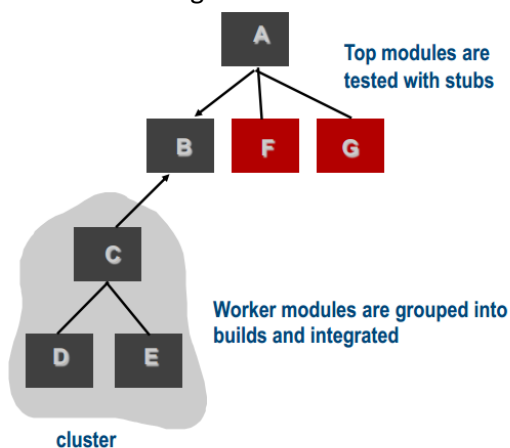 A
Top modules are
tested with stubs
B
F
G
C
Worker modules are grouped into
builds and integrated
D
E
cluster